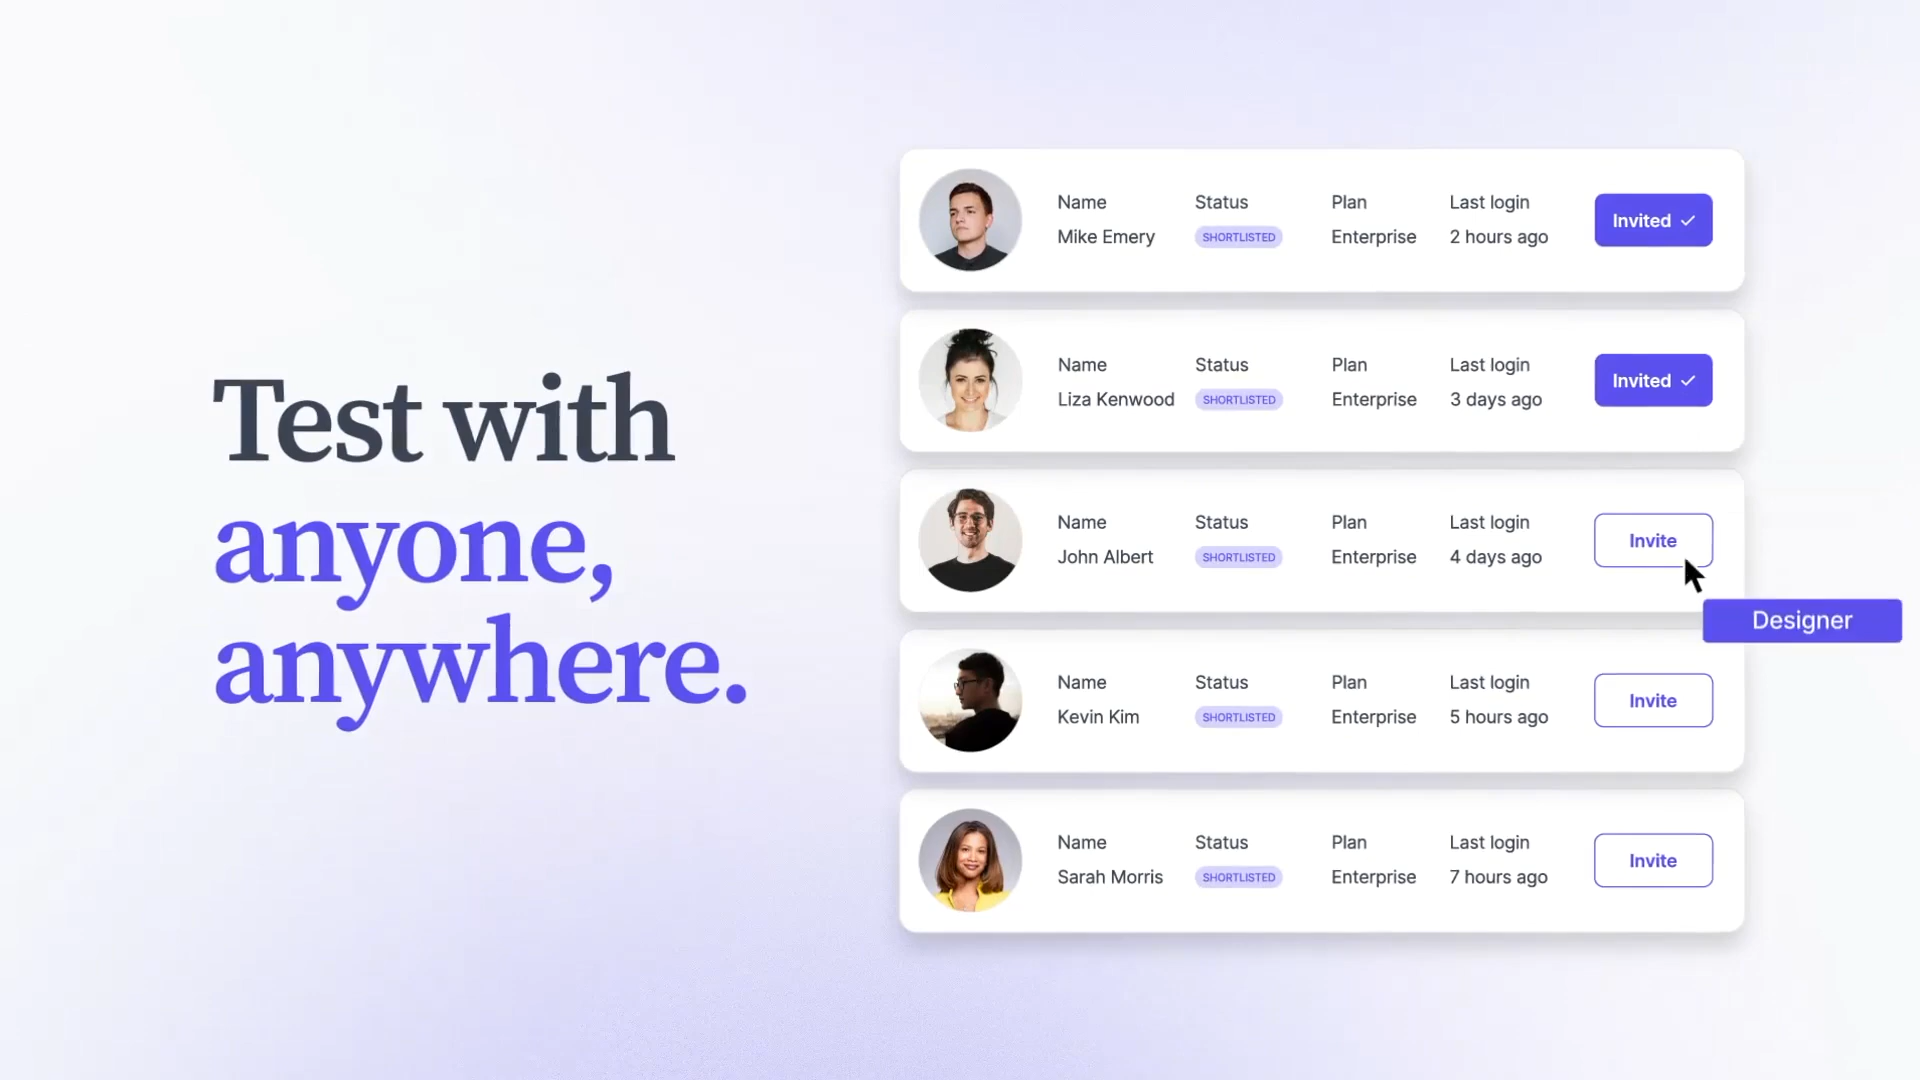 Test with
anyone,
anywhere.
Name Status Plan Last login
Mike Emery SHORTLISTED Enterprise 2 hours ago
Invited
Name Status Plan Last login
Liza Kenwood SHORTLISTED Enterprise 3 days ago
Invited
Name Status Plan Last login
John Albert SHORTLISTED Enterprise 4 days ago
Invite
Designer
Name Status Plan Last login
Kevin Kim SHORTLISTED Enterprise 5 hours ago
Invite
Name Status Plan Last login
Sarah Morris SHORTLISTED Enterprise 7 hours ago
Invite